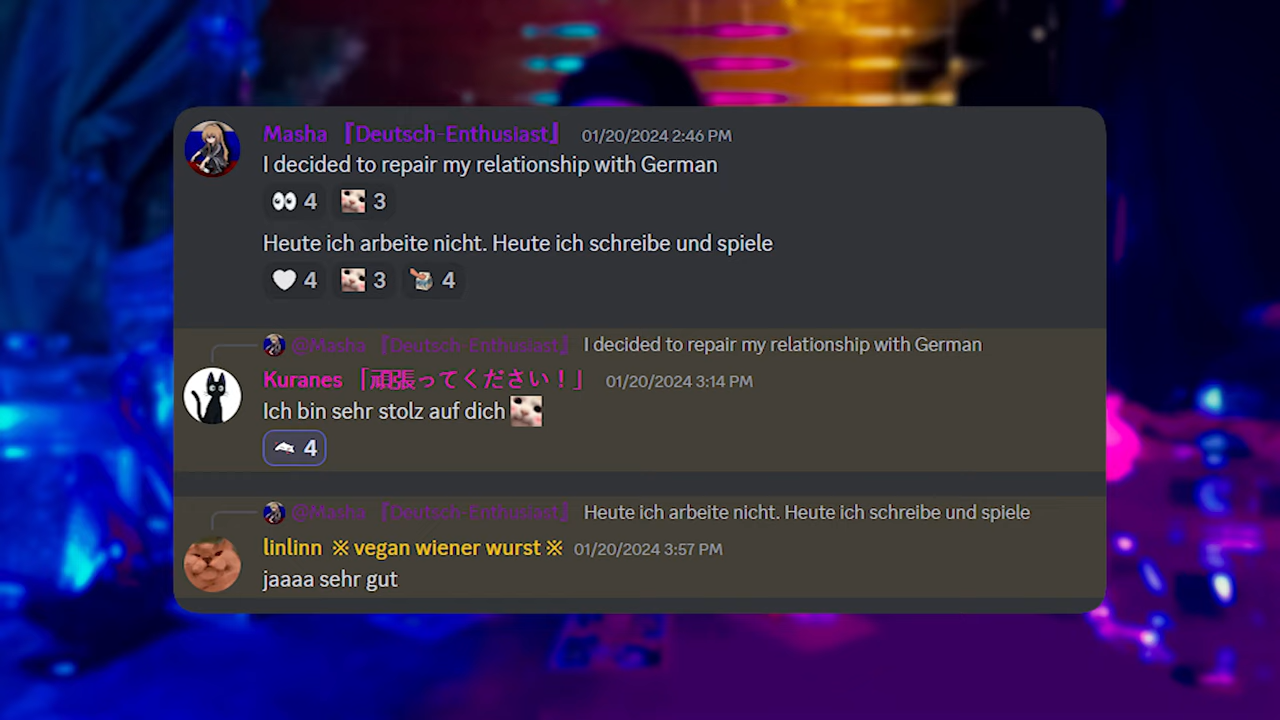 Masha 『Deutsch-Enthusiast』 01/20/2024 2:46 PM
I decided to repair my relationship with German
4 3
Heute ich arbeite nicht. Heute ich schreibe und spiele
4 3 4
@Masha 『Deutsch-Enthusiast』 I decided to repair my relationship with German
Kuranes 「頑張ってください！」 01/20/2024 3:14 PM
Ich bin sehr stolz auf dich
4
@Masha 『Deutsch-Enthusiast』 Heute ich arbeite nicht. Heute ich schreibe und spiele
linlinn ※ vegan wiener wurst ※ 01/20/2024 3:57 PM
jaaaa sehr gut